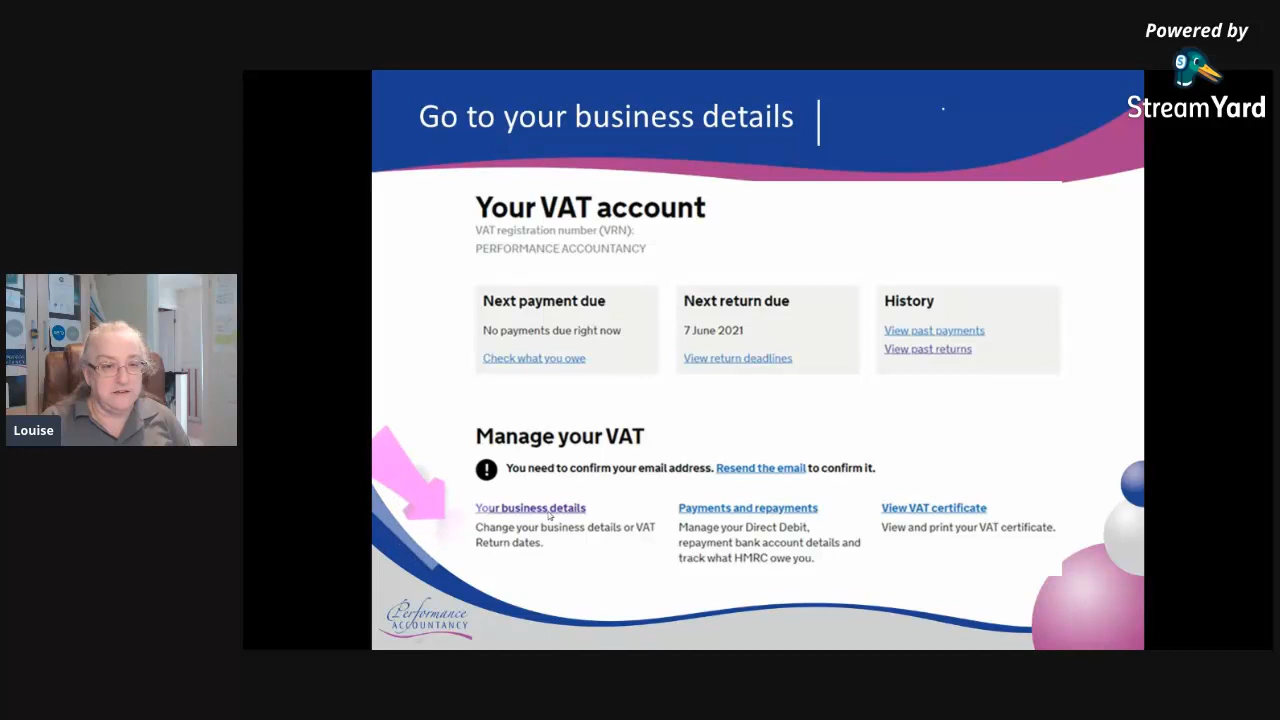 Powered by
StreamYard
Go to your business details
Your VAT account
VAT registration number (VRN):
PERFORMANCE ACCOUNTANCY
Next payment due
No payments due right now
Check what you owe
Next return due
7 June 2021
View return deadlines
History
View past payments
View past returns
Manage your VAT
! You need to confirm your email address. Resend the email to confirm it.
Your business details
Change your business details or VAT
Return dates.
Payments and repayments
Manage your Direct Debit,
repayment bank account details and
track what HMRC owe you.
View VAT certificate
View and print your VAT certificate.
Louise
Performance
ACCOUNTANCY